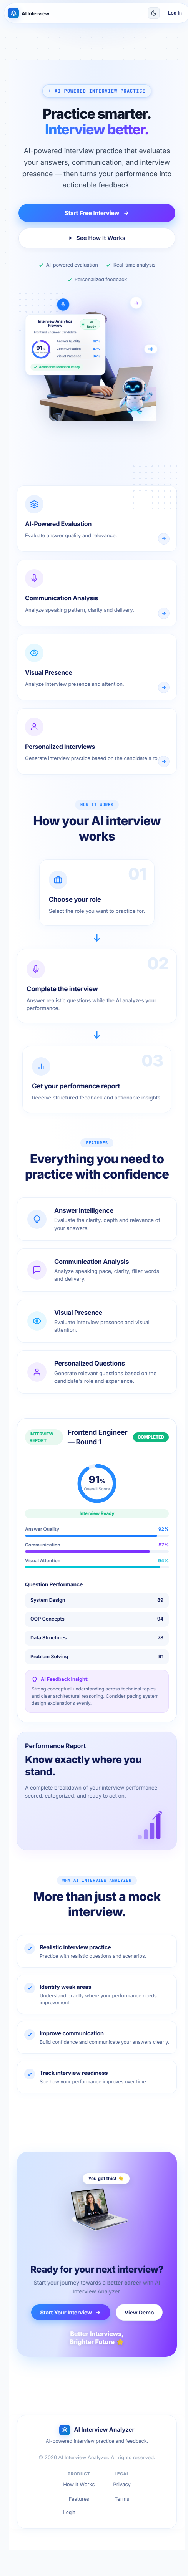 AI Interview
Log in
+ AI-POWERED INTERVIEW PRACTICE
Practice smarter.
Interview better.
AI-powered interview practice that evaluates
your answers, communication, and interview
presence — then turns your performance into
actionable feedback.
Start Free Interview →
See How It Works
AI-powered evaluation
Real-time analysis
Personalized feedback
Interview Analytics
Preview
Frontend Engineer Candidate
AI
Ready
91%
Answer Quality 92%
Communication 87%
Visual Presence 94%
Automated Feedback Ready
AI-Powered Evaluation
Evaluate answer quality and relevance.
Communication Analysis
Analyze speaking pattern, clarity and delivery.
Visual Presence
Analyze interview presence and attention.
Personalized Interviews
Generate interview practice based on the candidate's
HOW IT WORKS
How your AI interview
works
01
Choose your role
Select the role you want to practice for.
02
Complete the interview
Answer realistic questions while the AI analyzes your
performance.
03
Get your performance report
Receive structured feedback and actionable insights.
FEATURES
Everything you need to
practice with confidence
Answer Intelligence
Evaluate the clarity, depth and relevance of
your answers.
Communication Analysis
Analyze speaking pace, clarity, filler words
and delivery.
Visual Presence
Evaluate interview presence and visual
attention.
Personalized Questions
Generate relevant questions based on the
candidate's role and experience.
INTERVIEW
REPORT
Frontend Engineer
— Round 1
COMPLETED
91%
Overall Score
Interview Ready
Answer Quality 92%
Communication 87%
Visual Attention 94%
Question Performance
System Design 89
OOP Concepts 94
Data Structures 78
Problem Solving 91
AI Feedback Insight:
Strong conceptual understanding across technical topics
and clear architectural reasoning. Consider pacing system
design explanations evenly.
Performance Report
Know exactly where you
stand.
A complete breakdown of your interview performance —
scored, categorized, and ready to act on.
WHY AI INTERVIEW ANALYZER
More than just a mock
interview.
Realistic interview practice
Practice with realistic questions and scenarios.
Identify weak areas
Understand exactly where your performance needs
improvement.
Improve communication
Build confidence and communicate your answers clearly.
Track interview readiness
See how your performance improves over time.
You got this!
Ready for your next interview?
Start your journey towards a better career with AI
Interview Analyzer.
Start Your Interview →
View Demo
Better Interviews,
Brighter Future
AI Interview Analyzer
AI-powered interview practice and feedback.
© 2026 AI Interview Analyzer. All rights reserved.
PRODUCT LEGAL
How It Works Privacy
Features Terms
Login